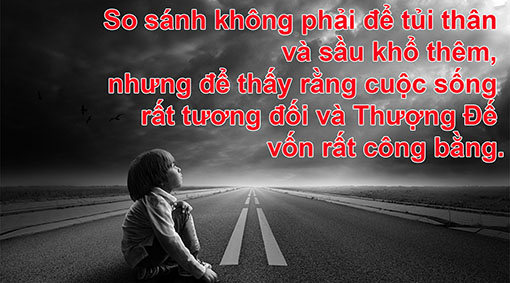 So sánh không phải để tủi thân
và sầu khổ thêm,
nhưng để thấy rằng cuộc sống
rất tương đối và Thượng Đế
vốn rất công bằng.